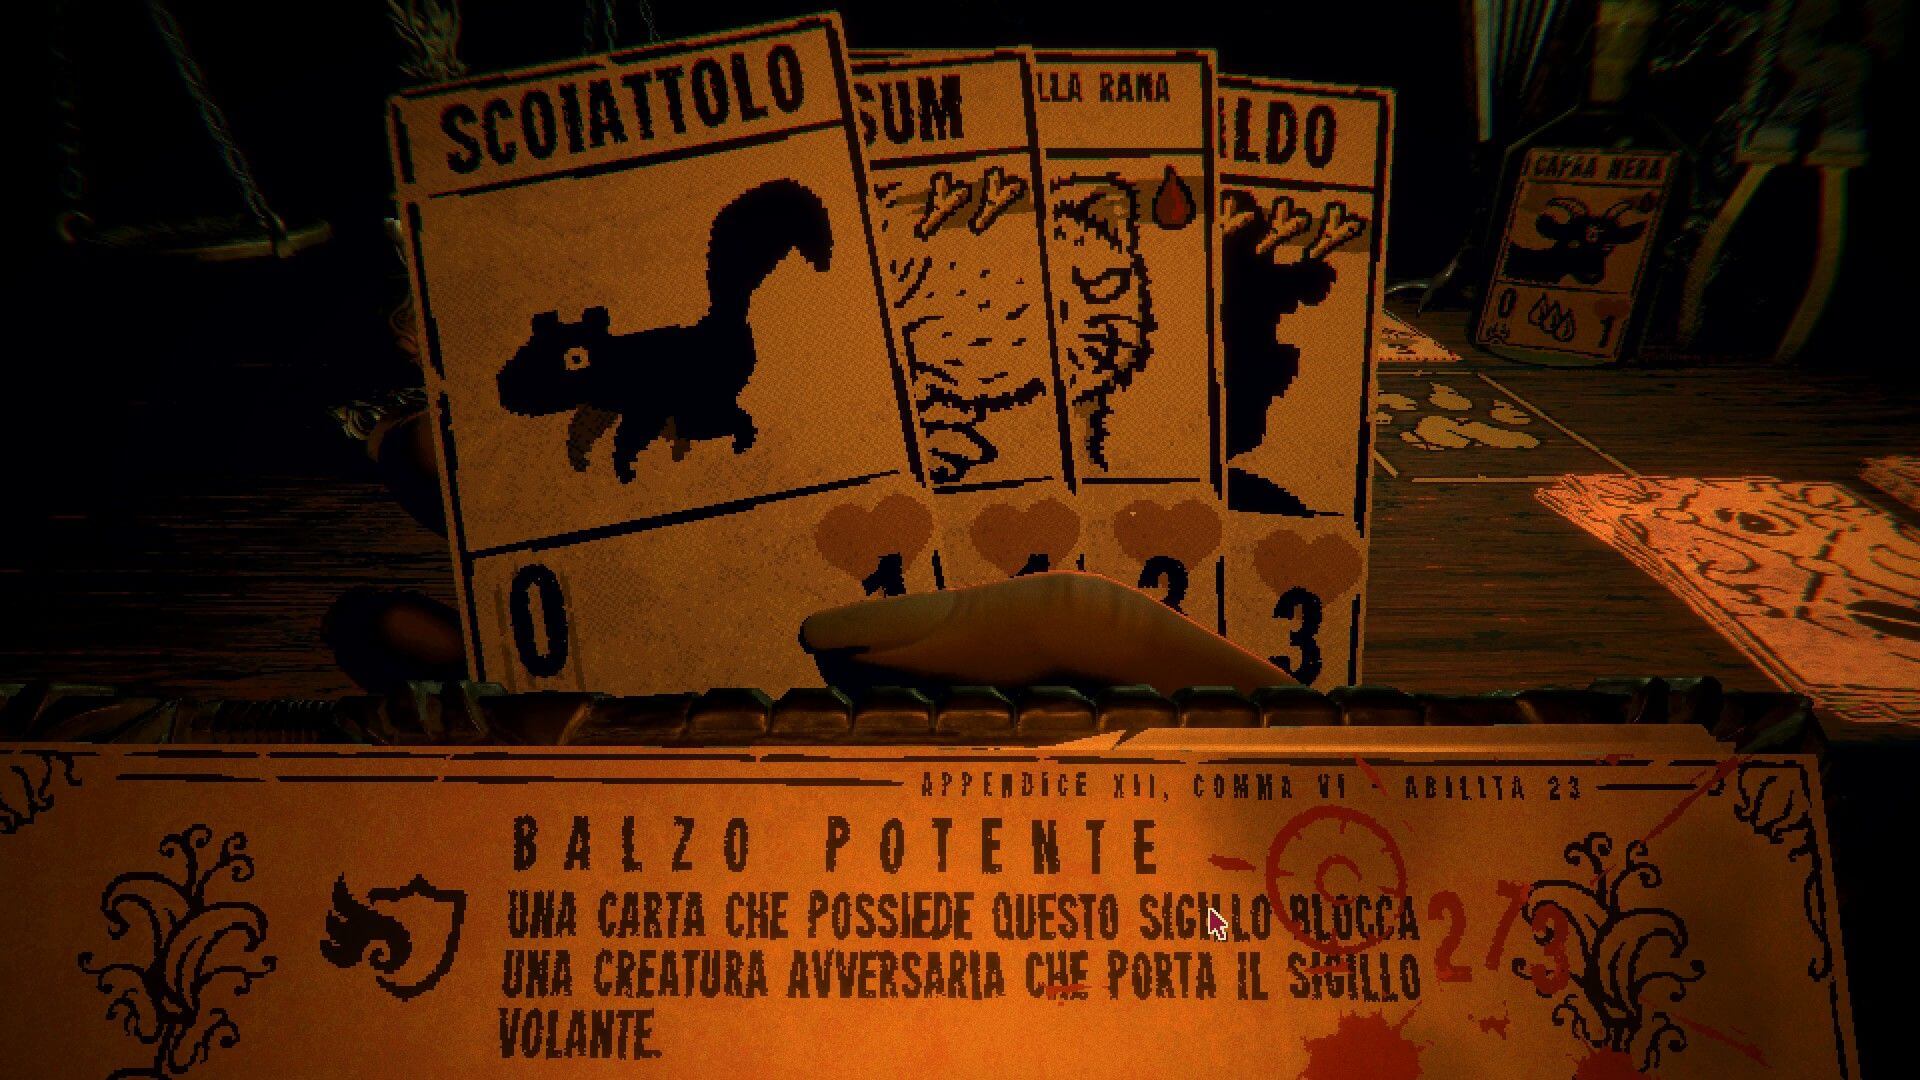 SCOIATTOLO
SUM
LLA RANA
ILDO
CAPRA NERA
0
1
0
1
1
2
3
APPENDICE XII, COMMA VI - ABILITA 23
BALZO POTENTE
UNA CARTA CHE POSSIEDE QUESTO SIGILLO BLOCCA
UNA CREATURA AVVERSARIA CHE PORTA IL SIGILLO
VOLANTE.
273